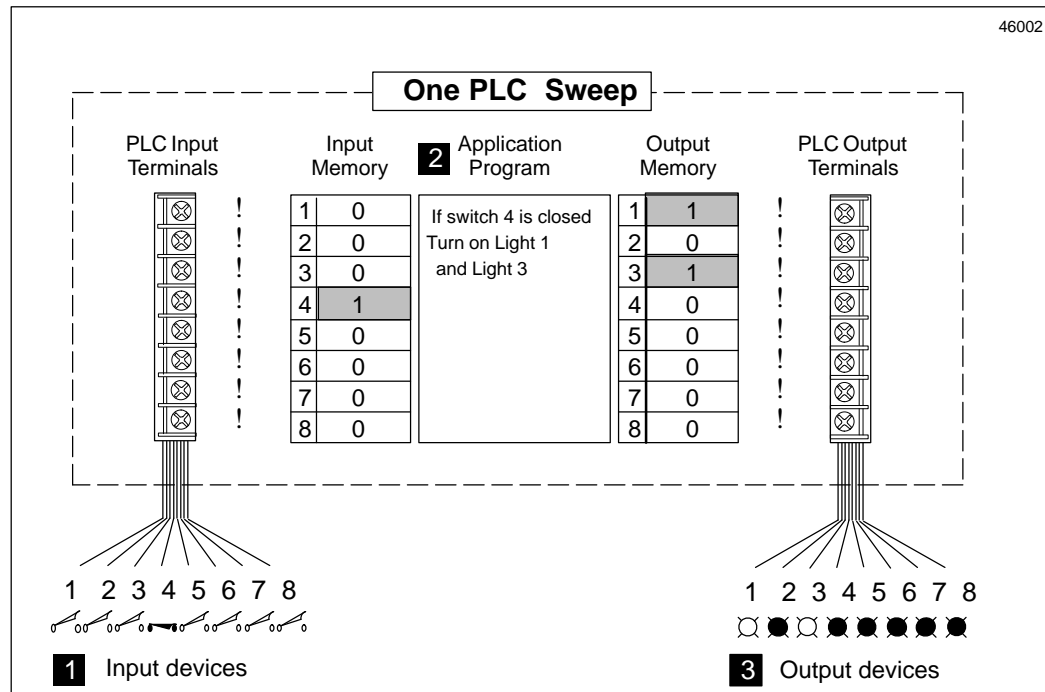 46002
One PLC Sweep
PLC Input
Terminals
Input
Memory
2
Application
Program
Output
Memory
PLC Output
Terminals
! ! ! ! ! ! ! !
1 0
2 0
3 0
4 1
5 0
6 0
7 0
8 0
If switch 4 is closed
Turn on Light 1
and Light 3
1 1
2 0
3 1
4 0
5 0
6 0
7 0
8 0
! ! ! ! ! ! ! !
1 2 3 4 5 6 7 8
1 Input devices
1 2 3 4 5 6 7 8
3 Output devices